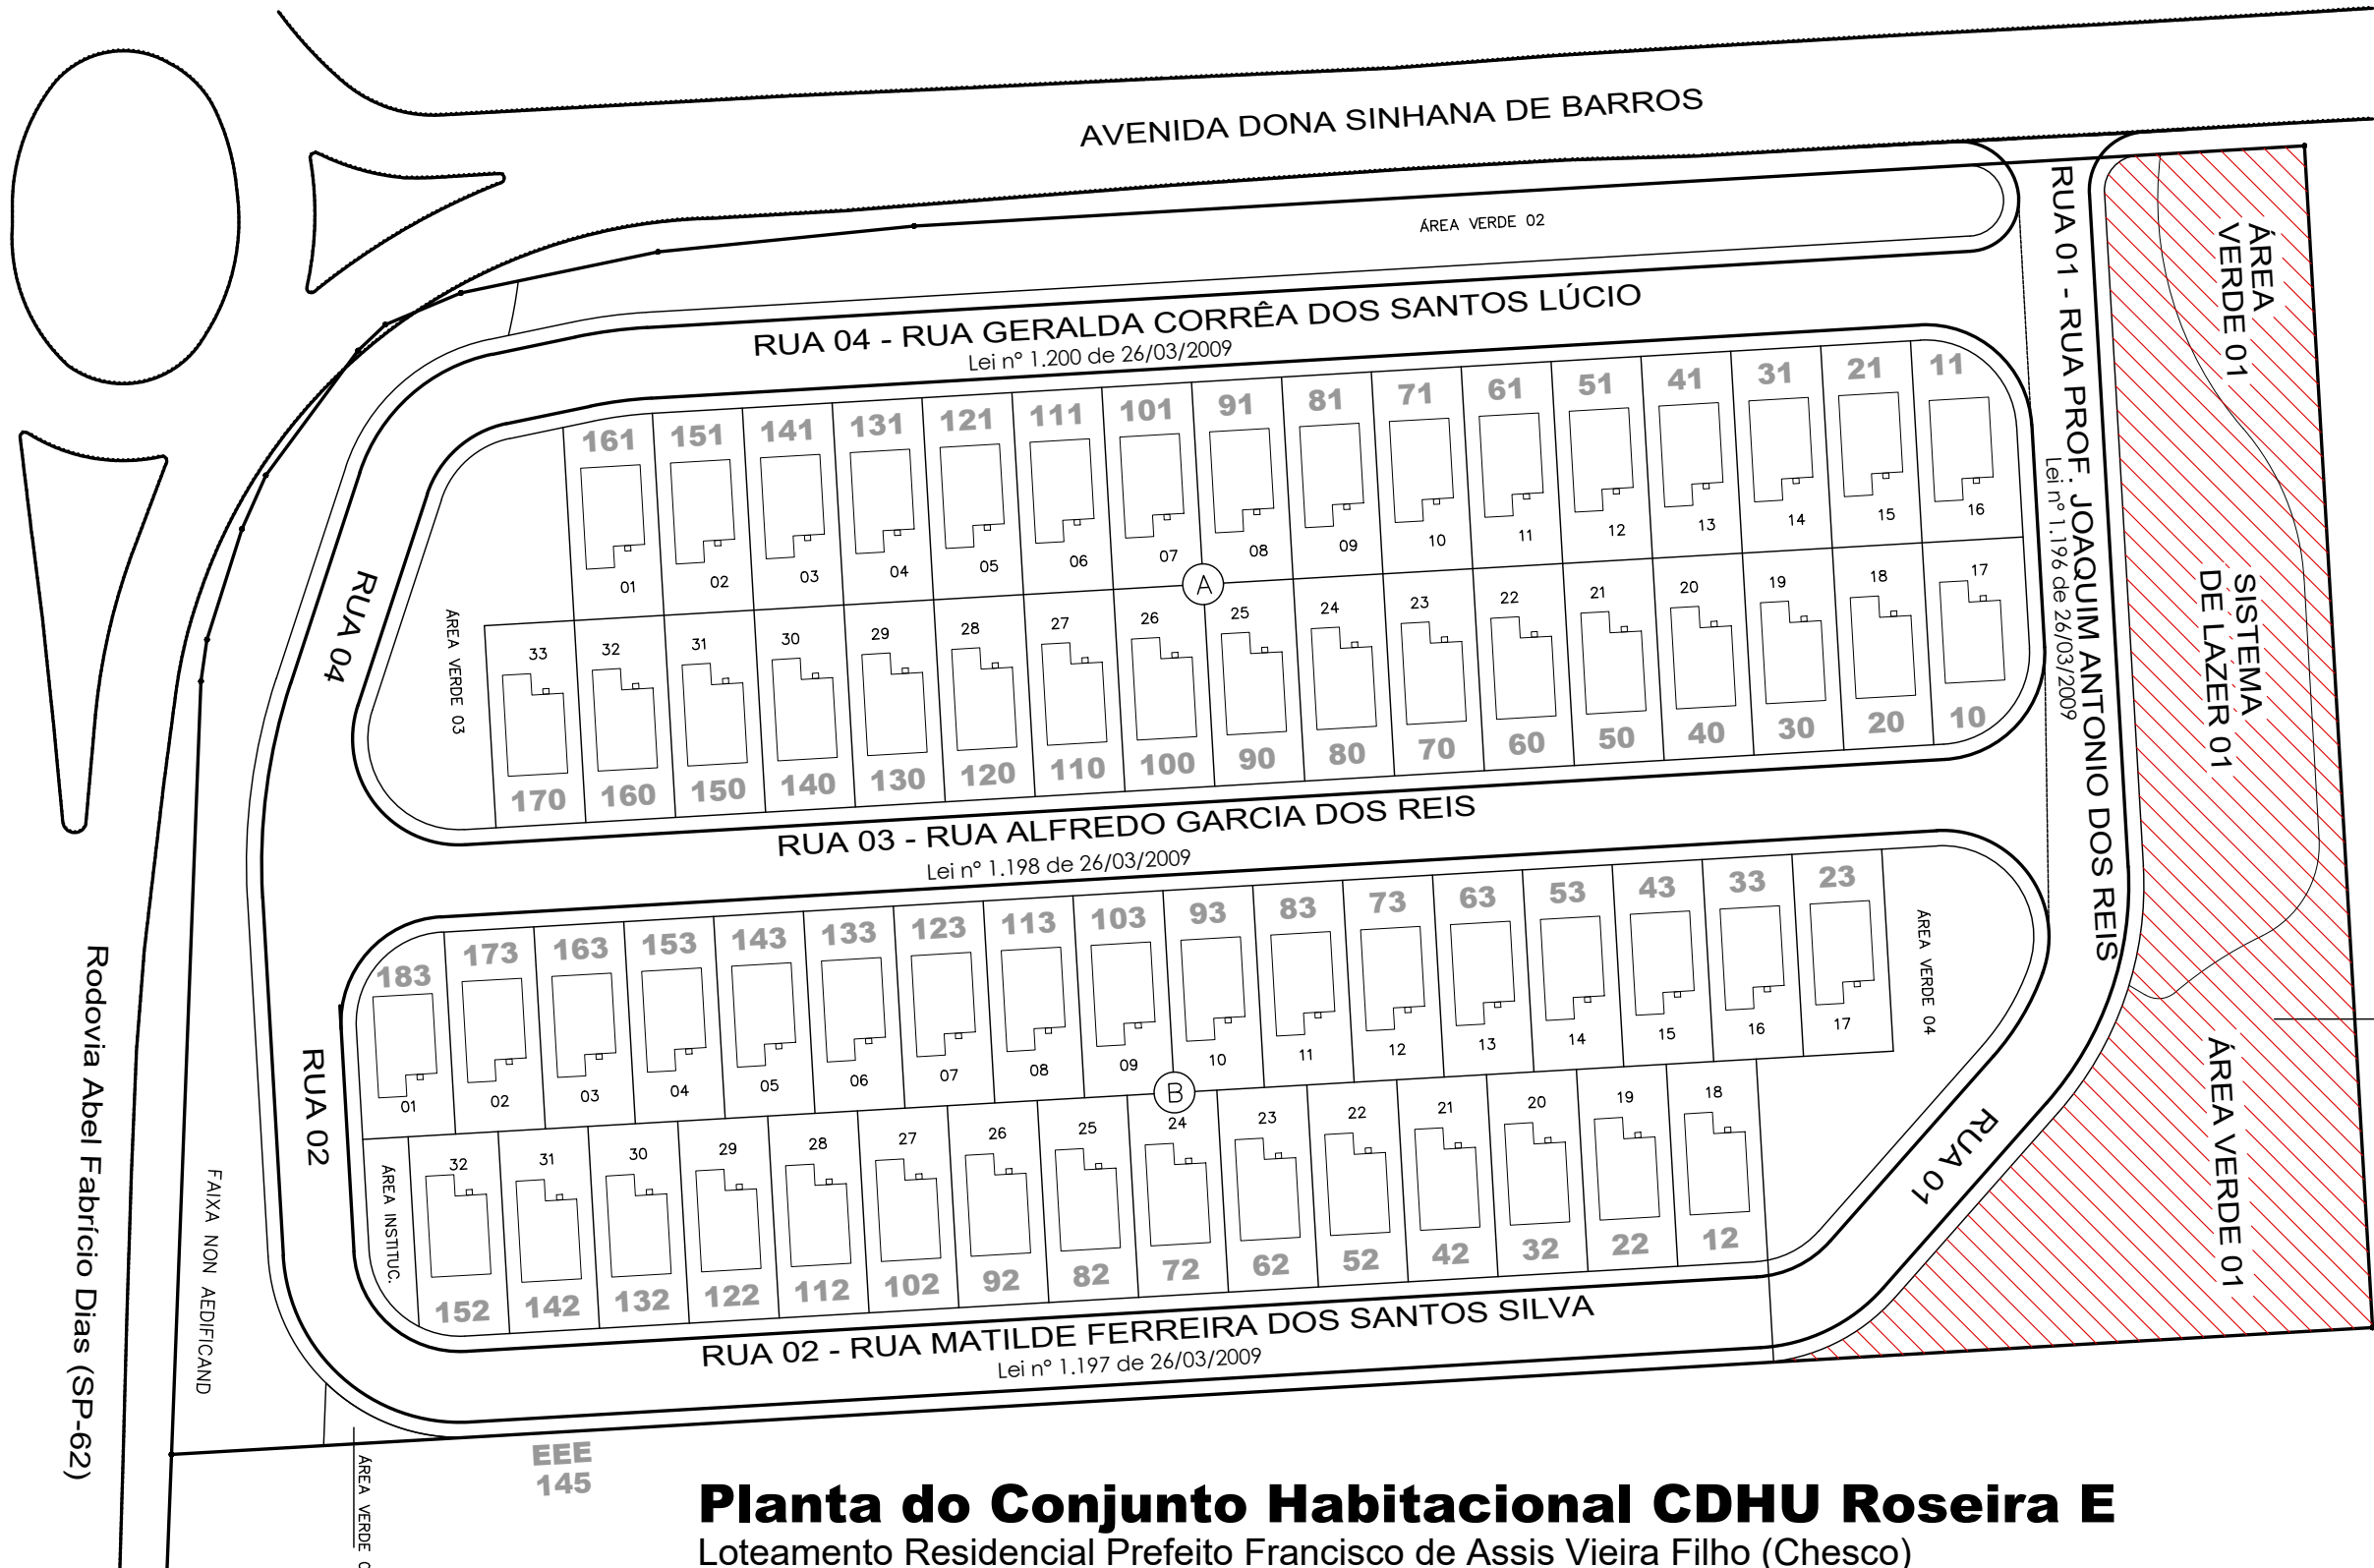 AVENIDA DONA SINHANA DE BARROS
ÁREA VERDE 02
RUA 04 - RUA GERALDA CORRÊA DOS SANTOS LÚCIO
Lei nº 1.200 de 26/03/2009
RUA 01 - RUA PROF. JOAQUIM ANTONIO DOS REIS
Lei nº 1.196 de 26/03/2009
ÁREA
VERDE 01
SISTEMA
DE LAZER 01
ÁREA VERDE 01
161 151 141 131 121 111 101 91 81 71 61 51 41 31 21 11
01 02 03 04 05 06 07 08 09 10 11 12 13 14 15 16
A
RUA 04
ÁREA VERDE 03
33 32 31 30 29 28 27 26 25 24 23 22 21 20 19 18 17
170 160 150 140 130 120 110 100 90 80 70 60 50 40 30 20 10
RUA 03 - RUA ALFREDO GARCIA DOS REIS
Lei nº 1.198 de 26/03/2009
183 173 163 153 143 133 123 113 103 93 83 73 63 53 43 33 23
01 02 03 04 05 06 07 08 09 10 11 12 13 14 15 16 17
ÁREA VERDE 04
B
RUA 02
ÁREA INSTITUC.
32 31 30 29 28 27 26 25 24 23 22 21 20 19 18
152 142 132 122 112 102 92 82 72 62 52 42 32 22 12
RUA 01
RUA 02 - RUA MATILDE FERREIRA DOS SANTOS SILVA
Lei nº 1.197 de 26/03/2009
Rodovia Abel Fabrício Dias (SP-62)
FAIXA NON AEDIFICAND
ÁREA VERDE
EEE
145
Planta do Conjunto Habitacional CDHU Roseira E
Loteamento Residencial Prefeito Francisco de Assis Vieira Filho (Chesco)